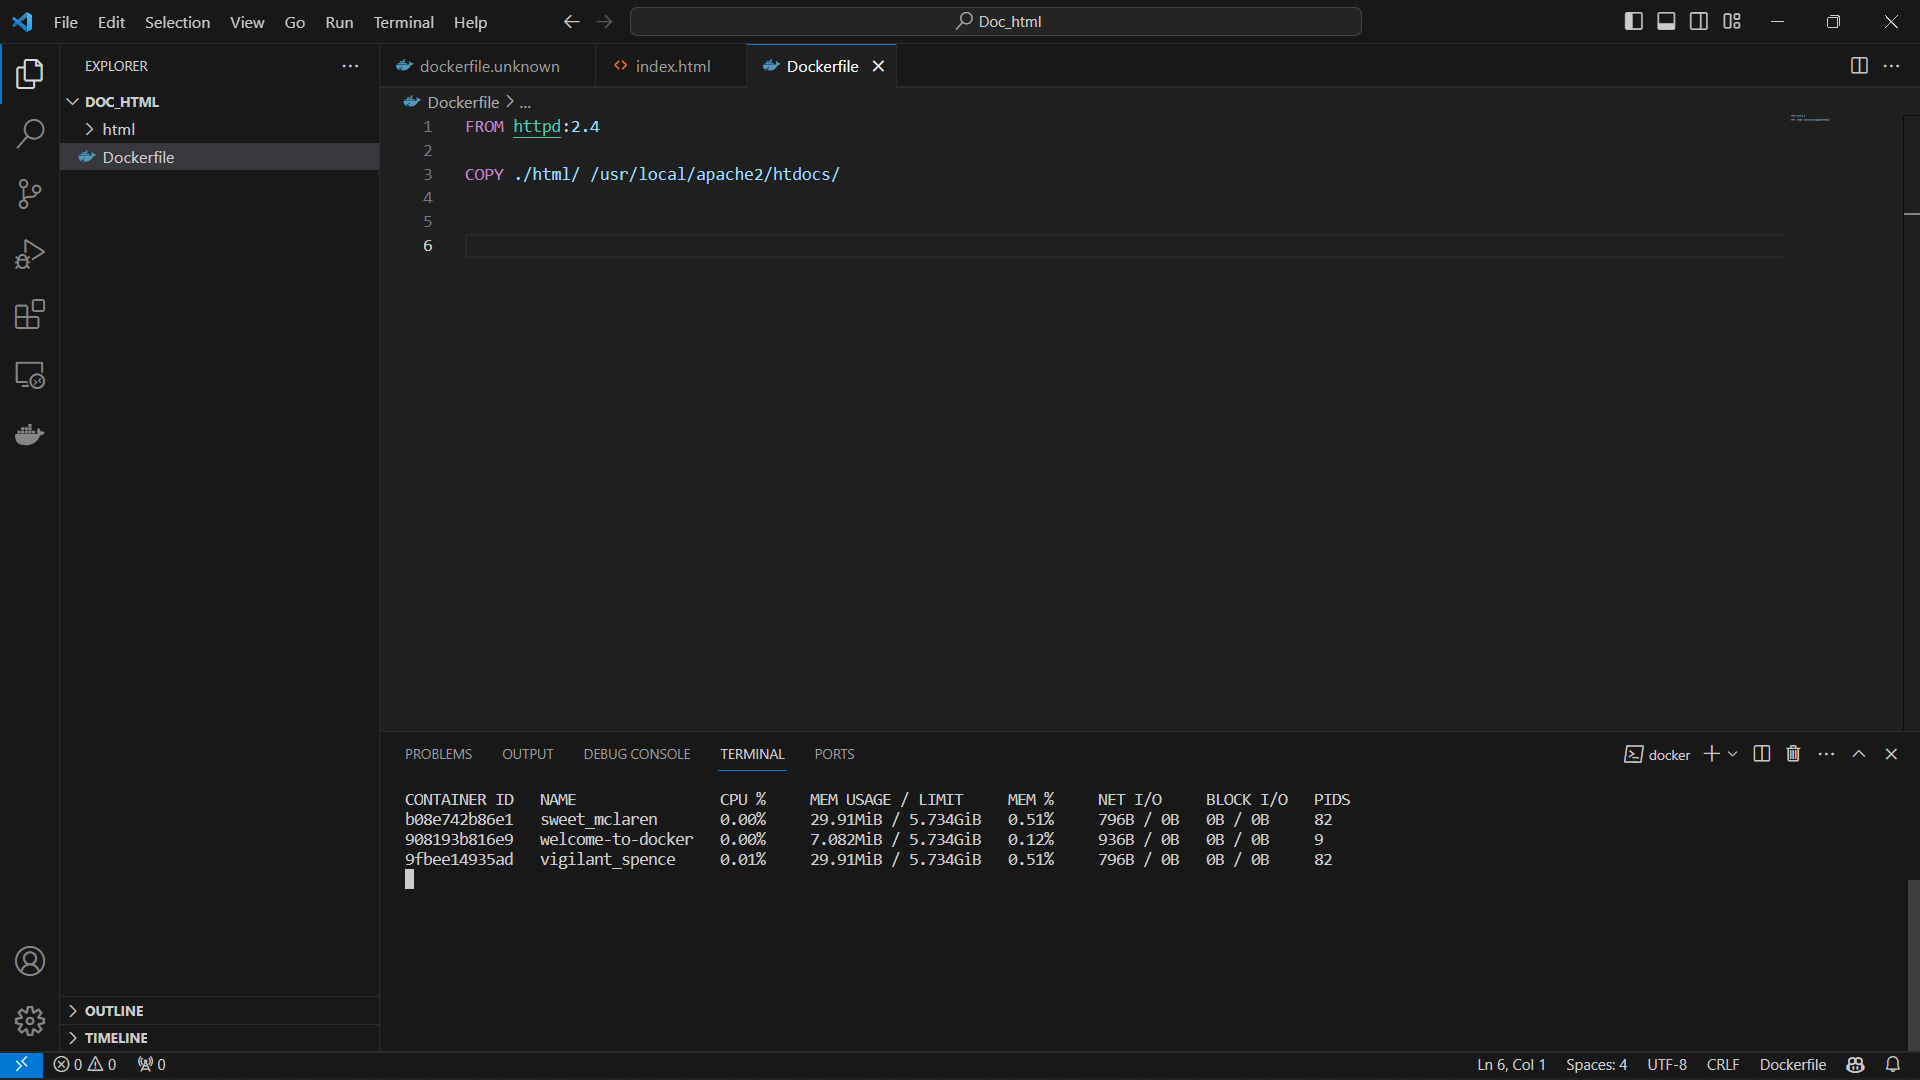 File Edit Selection View Go Run Terminal Help Doc_html
EXPLORER
dockerfile.unknown index.html Dockerfile
DOC_HTML
html
Dockerfile
Dockerfile > ...
1 FROM httpd:2.4
2
3 COPY ./html/ /usr/local/apache2/htdocs/
4
5
6
PROBLEMS OUTPUT DEBUG CONSOLE TERMINAL PORTS docker
CONTAINER ID NAME CPU % MEM USAGE / LIMIT MEM % NET I/O BLOCK I/O PIDS
b08e742b86e1 sweet_mclaren 0.00% 29.91MiB / 5.734GiB 0.51% 796B / 0B 0B / 0B 82
908193b816e9 welcome-to-docker 0.00% 7.082MiB / 5.734GiB 0.12% 936B / 0B 0B / 0B 9
9fbee14935ad vigilant_spence 0.01% 29.91MiB / 5.734GiB 0.51% 796B / 0B 0B / 0B 82
OUTLINE
TIMELINE
0 0 0 Ln 6, Col 1 Spaces: 4 UTF-8 CRLF Dockerfile